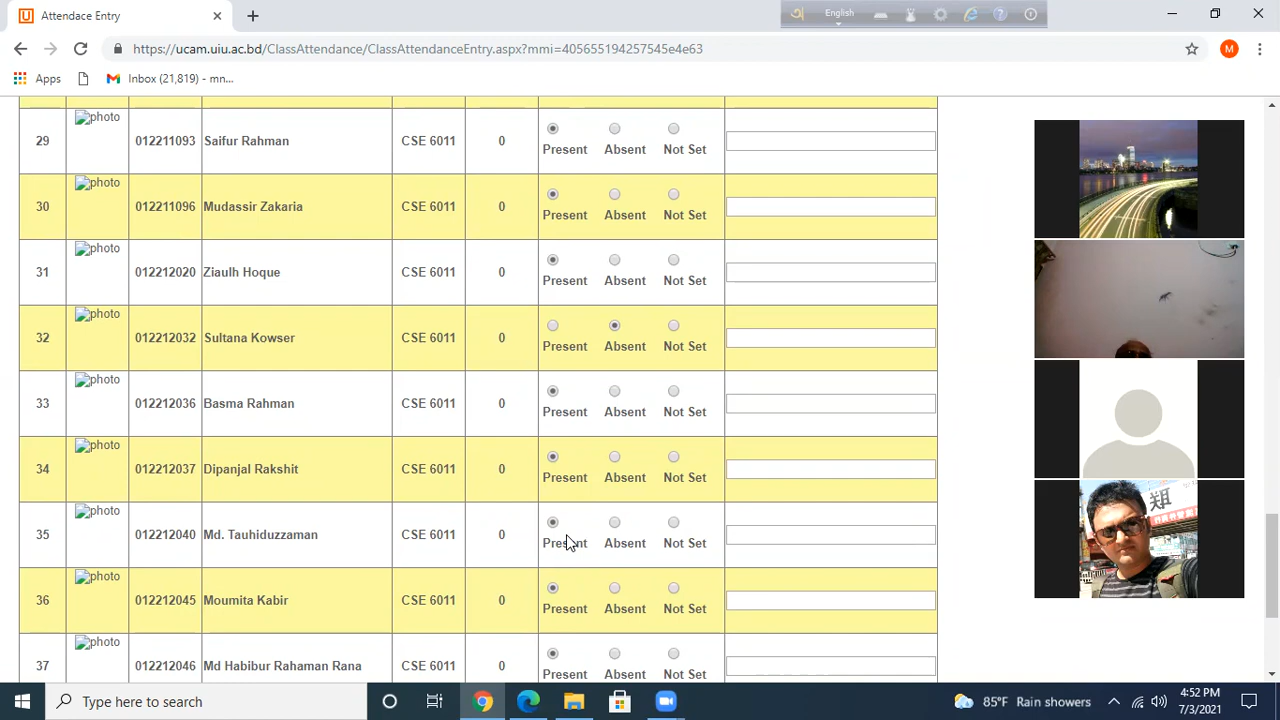 Attendace Entry
English
https://ucam.uiu.ac.bd/ClassAttendance/ClassAttendanceEntry.aspx?mmi=405655194257545e4e63
M
Apps
Inbox (21,819) - mn...
29 photo 012211093 Saifur Rahman CSE 6011 0 Present Absent Not Set
30 photo 012211096 Mudassir Zakaria CSE 6011 0 Present Absent Not Set
31 photo 012212020 Ziaulh Hoque CSE 6011 0 Present Absent Not Set
32 photo 012212032 Sultana Kowser CSE 6011 0 Present Absent Not Set
33 photo 012212036 Basma Rahman CSE 6011 0 Present Absent Not Set
34 photo 012212037 Dipanjal Rakshit CSE 6011 0 Present Absent Not Set
35 photo 012212040 Md. Tauhiduzzaman CSE 6011 0 Present Absent Not Set
36 photo 012212045 Moumita Kabir CSE 6011 0 Present Absent Not Set
37 photo 012212046 Md Habibur Rahaman Rana CSE 6011 0 Present Absent Not Set
Type here to search
85°F Rain showers
4:52 PM
7/3/2021